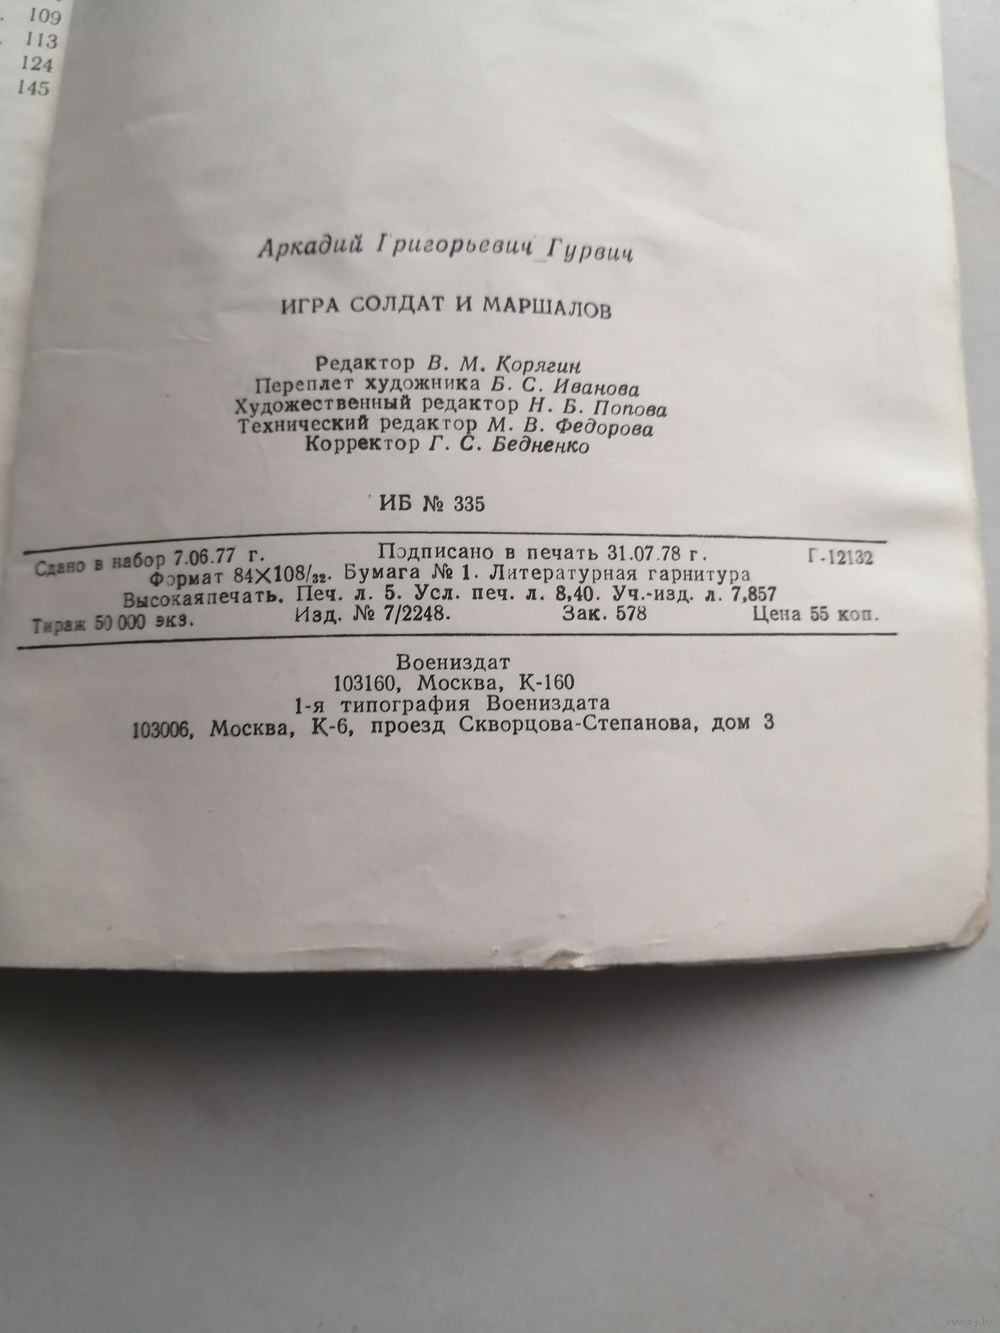 109
113
124
145
Аркадий Григорьевич Гурвич
ИГРА СОЛДАТ И МАРШАЛОВ
Редактор В. М. Корягин
Переплет художника Б. С. Иванова
Художественный редактор Н. Б. Попова
Технический редактор М. В. Федорова
Корректор Г. С. Бедненко
ИБ № 335
Сдано в набор 7.06.77 г. Подписано в печать 31.07.78 г. Г-12132
Формат 84×108/32. Бумага № 1. Литературная гарнитура
Высокаяпечать. Печ. л. 5. Усл. печ. л. 8,40. Уч.-изд. л. 7,857
Тираж 50 000 экз. Изд. № 7/2248. Зак. 578 Цена 55 коп.
Воениздат
103160, Москва, К-160
1-я типография Воениздата
103006, Москва, К-6, проезд Скворцова-Степанова, дом 3
www.ay.by